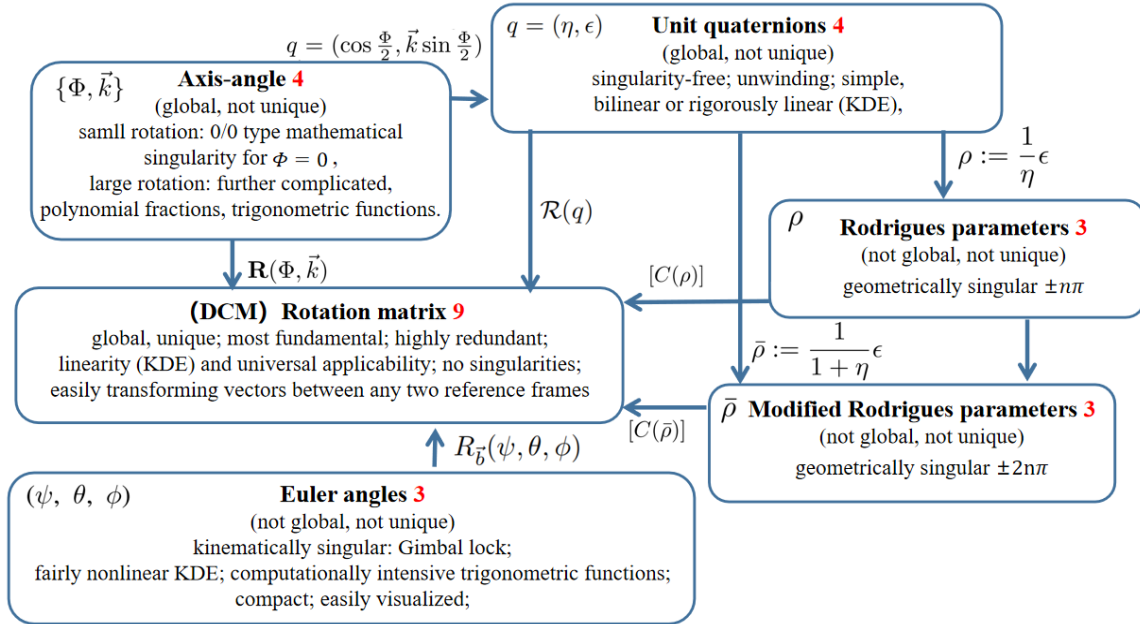 q = (cos Φ/2, k⃗ sin Φ/2)
{Φ, k⃗}
Axis-angle 4
(global, not unique)
samll rotation: 0/0 type mathematical
singularity for Φ = 0 ,
large rotation: further complicated,
polynomial fractions, trigonometric functions.
q = (η, ϵ)
Unit quaternions 4
(global, not unique)
singularity-free; unwinding; simple,
bilinear or rigorously linear (KDE),
ρ := 1/η ϵ
R(Φ, k⃗)
ℛ(q)
ρ
Rodrigues parameters 3
(not global, not unique)
geometrically singular ±nπ
[C(ρ)]
(DCM) Rotation matrix 9
global, unique; most fundamental; highly redundant;
linearity (KDE) and universal applicability; no singularities;
easily transforming vectors between any two reference frames
ρ̄ := 1/(1 + η) ϵ
ρ̄ Modified Rodrigues parameters 3
(not global, not unique)
geometrically singular ±2nπ
[C(ρ̄)]
R_b⃗(ψ, θ, ϕ)
(ψ, θ, ϕ)
Euler angles 3
(not global, not unique)
kinematically singular: Gimbal lock;
fairly nonlinear KDE; computationally intensive trigonometric functions;
compact; easily visualized;